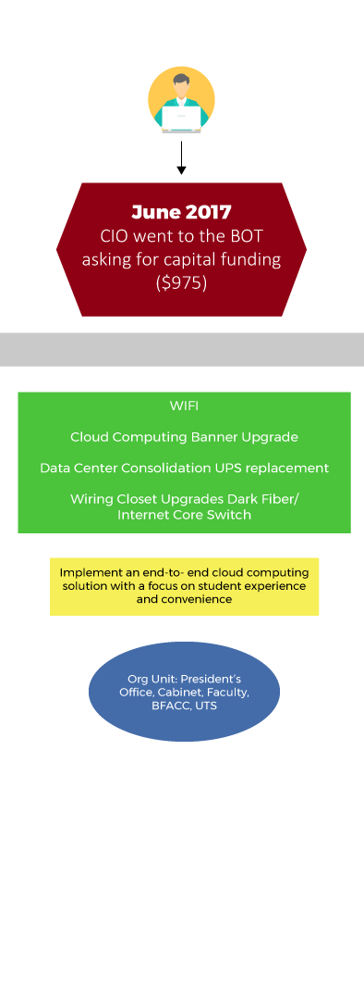 June 2017
CIO went to the BOT
asking for capital funding
($975)
WIFI
Cloud Computing Banner Upgrade
Data Center Consolidation UPS replacement
Wiring Closet Upgrades Dark Fiber/
Internet Core Switch
Implement an end-to- end cloud computing
solution with a focus on student experience
and convenience
Org Unit: President’s
Office, Cabinet, Faculty,
BFACC, UTS